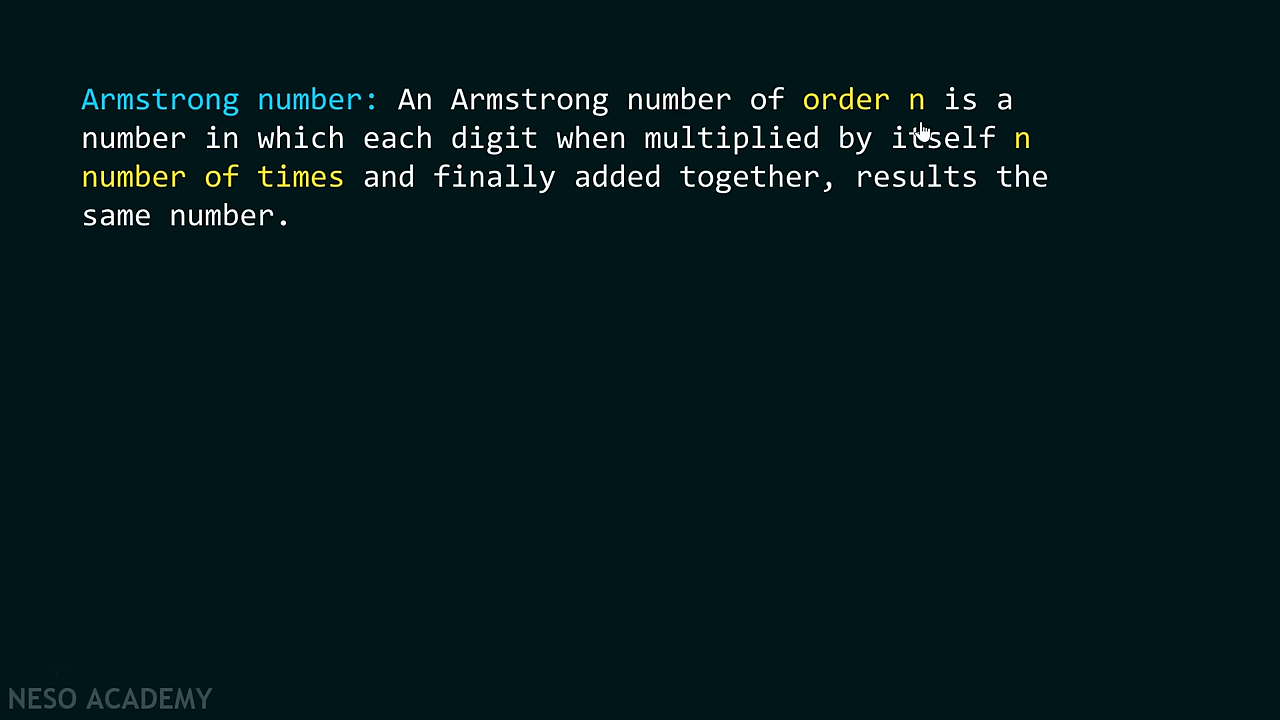 Armstrong number: An Armstrong number of order n is a
number in which each digit when multiplied by itself n
number of times and finally added together, results the
same number.
NESO ACADEMY